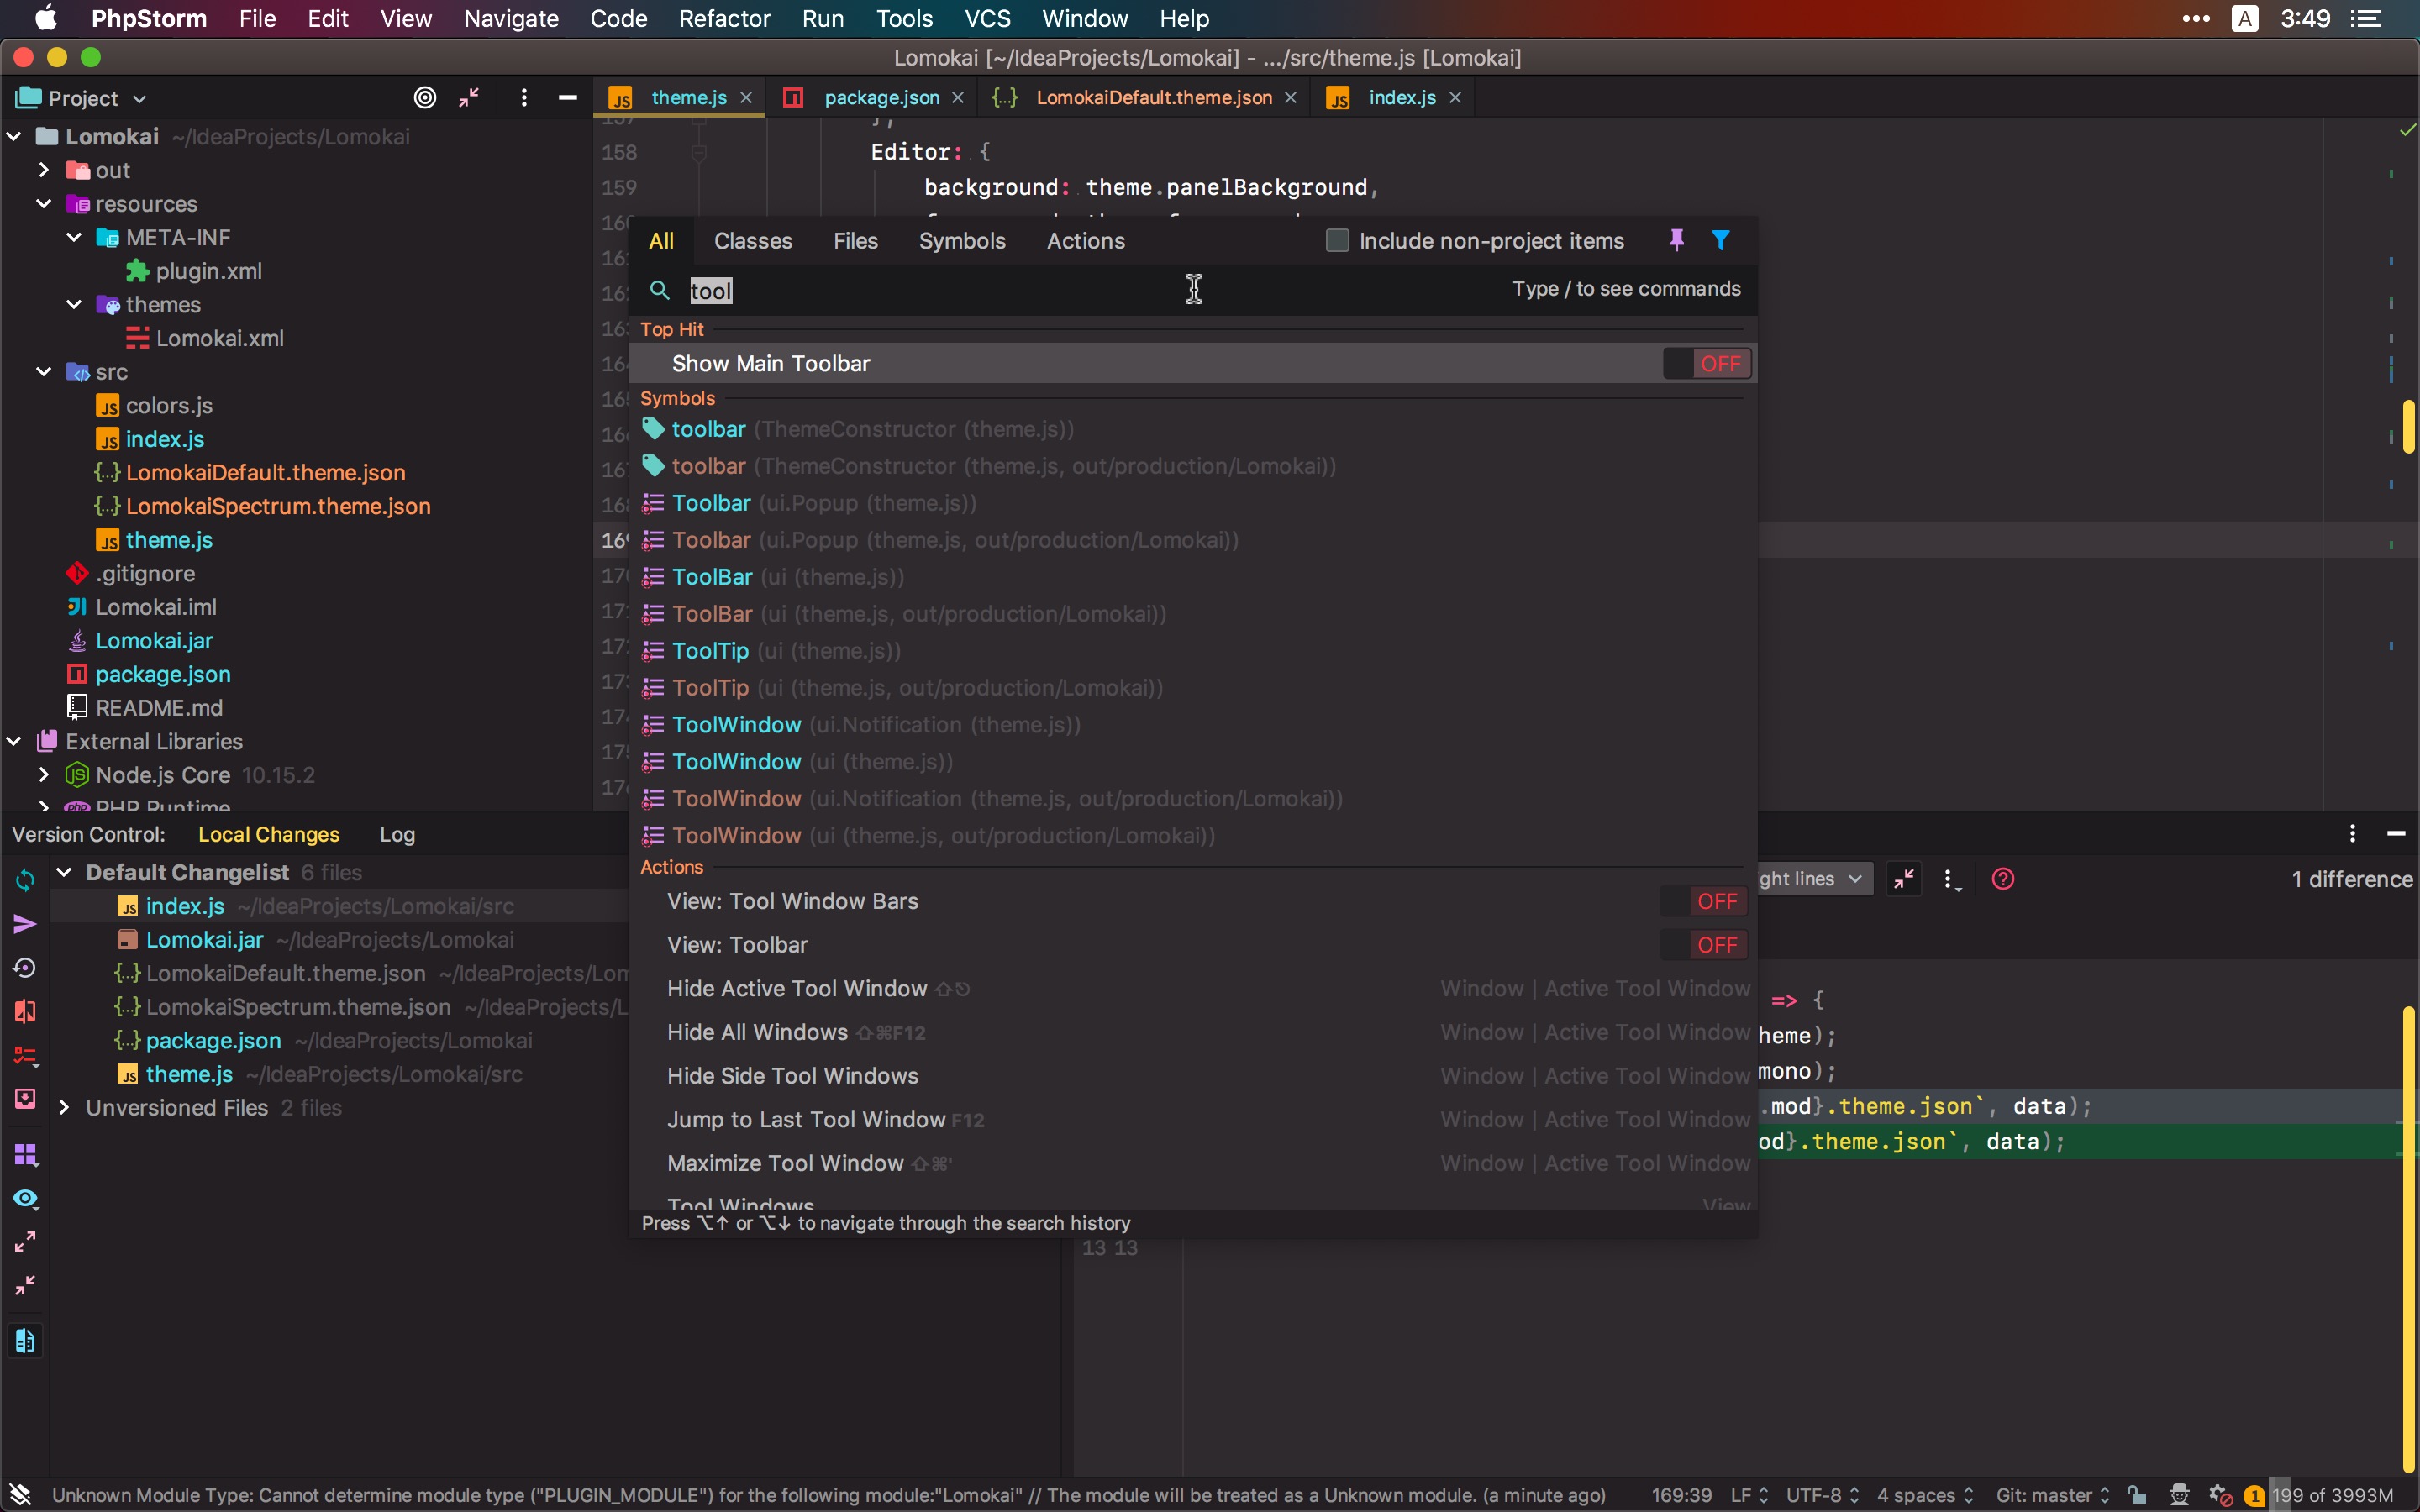 PhpStorm File Edit View Navigate Code Refactor Run Tools VCS Window Help ••• A 3:49
Lomokai [~/IdeaProjects/Lomokai] - .../src/theme.js [Lomokai]
Project
theme.js package.json LomokaiDefault.theme.json index.js
Lomokai ~/IdeaProjects/Lomokai
out
resources
META-INF
plugin.xml
themes
Lomokai.xml
src
colors.js
index.js
LomokaiDefault.theme.json
LomokaiSpectrum.theme.json
theme.js
.gitignore
Lomokai.iml
Lomokai.jar
package.json
README.md
External Libraries
Node.js Core 10.15.2
PHP Runtime
157 },
158 Editor: {
159 background: theme.panelBackground,
All Classes Files Symbols Actions Include non-project items
tool Type / to see commands
Top Hit
Show Main Toolbar OFF
Symbols
toolbar (ThemeConstructor (theme.js))
toolbar (ThemeConstructor (theme.js, out/production/Lomokai))
Toolbar (ui.Popup (theme.js))
Toolbar (ui.Popup (theme.js, out/production/Lomokai))
ToolBar (ui (theme.js))
ToolBar (ui (theme.js, out/production/Lomokai))
ToolTip (ui (theme.js))
ToolTip (ui (theme.js, out/production/Lomokai))
ToolWindow (ui.Notification (theme.js))
ToolWindow (ui (theme.js))
ToolWindow (ui.Notification (theme.js, out/production/Lomokai))
ToolWindow (ui (theme.js, out/production/Lomokai))
Actions
View: Tool Window Bars OFF
View: Toolbar OFF
Hide Active Tool Window ⇧⎋ Window | Active Tool Window
Hide All Windows ⇧⌘F12 Window | Active Tool Window
Hide Side Tool Windows Window | Active Tool Window
Jump to Last Tool Window F12 Window | Active Tool Window
Maximize Tool Window ⇧⌘' Window | Active Tool Window
Tool Windows View
Press ⌥↑ or ⌥↓ to navigate through the search history
Version Control: Local Changes Log
Default Changelist 6 files
index.js ~/IdeaProjects/Lomokai/src
Lomokai.jar ~/IdeaProjects/Lomokai
LomokaiDefault.theme.json ~/IdeaProjects/Lom
LomokaiSpectrum.theme.json ~/IdeaProjects/L
package.json ~/IdeaProjects/Lomokai
theme.js ~/IdeaProjects/Lomokai/src
Unversioned Files 2 files
ght lines 1 difference
=> {
heme);
mono);
.mod}.theme.json`, data);
od}.theme.json`, data);
13 13
Unknown Module Type: Cannot determine module type ("PLUGIN_MODULE") for the following module:"Lomokai" // The module will be treated as a Unknown module. (a minute ago) 169:39 LF UTF-8 4 spaces Git: master 1 199 of 3993M